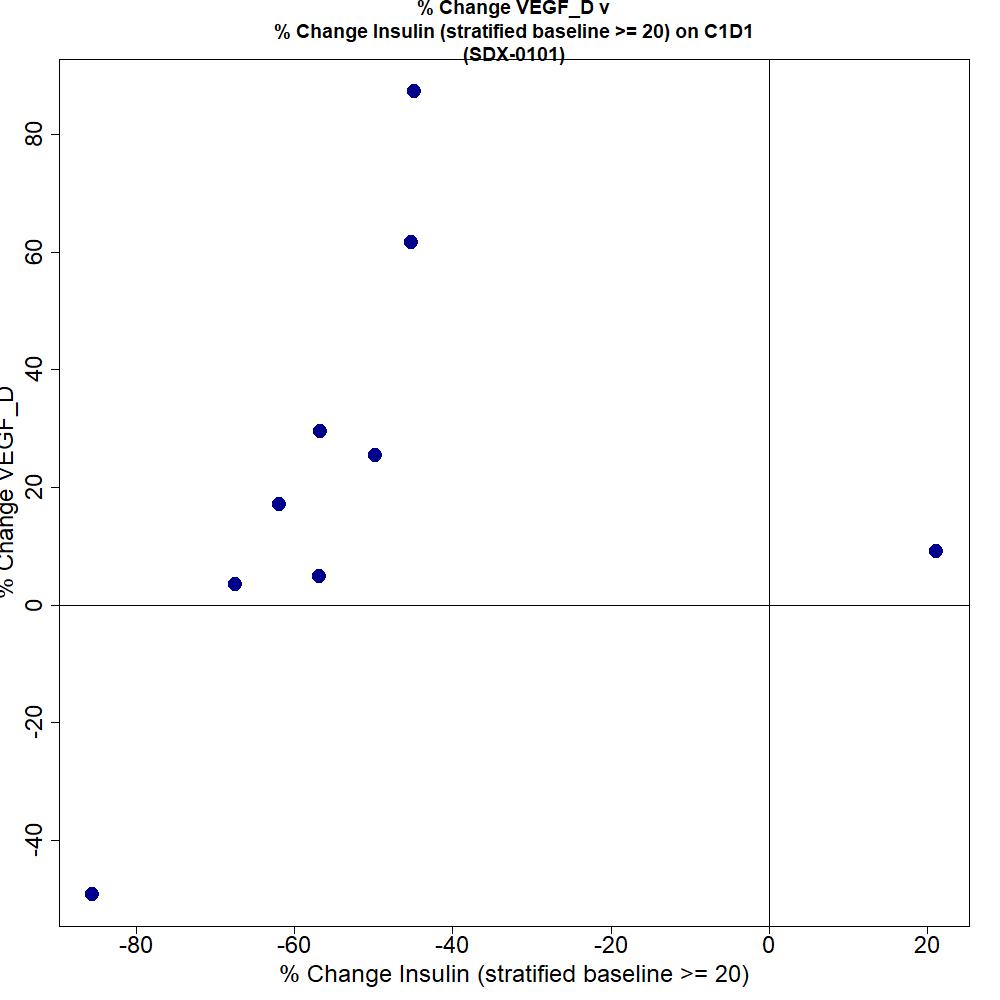 % Change VEGF_D v
% Change Insulin (stratified baseline >= 20) on C1D1
(SDX-0101)
% Change VEGF_D
80
60
40
20
0
-20
-40
-80
-60
-40
-20
0
20
% Change Insulin (stratified baseline >= 20)